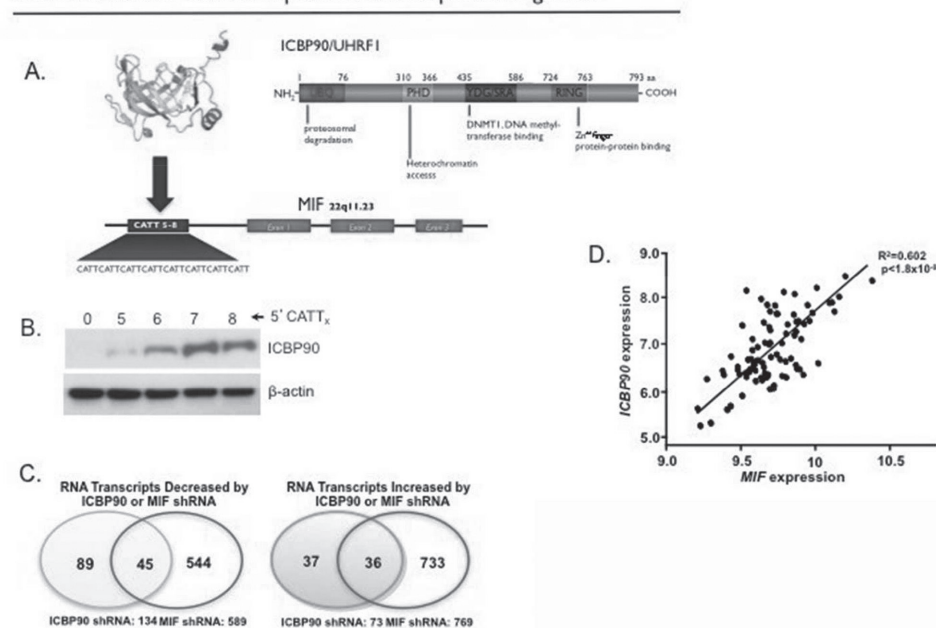 A.
ICBP90/UHRF1
1 76 310 366 435 586 724 763 793 aa
NH2 UBQ PHD YDG/SRA RING COOH
proteosomal
degradation
Heterochromatin
accesss
DNMT1, DNA methyl-
transferase binding
Zn++ finger
protein-protein binding
MIF 22q11.23
CATT 5-8 Exon 1 Exon 2 Exon 3
CATTCATTCATTCATTCATTCATTCATTCATT
B.
0 5 6 7 8 ← 5' CATTx
ICBP90
β-actin
C.
RNA Transcripts Decreased by
ICBP90 or MIF shRNA
89 45 544
ICBP90 shRNA: 134 MIF shRNA: 589
RNA Transcripts Increased by
ICBP90 or MIF shRNA
37 36 733
ICBP90 shRNA: 73 MIF shRNA: 769
D.
R²=0.602
ICBP90 expression
9.0
8.0
7.0
6.0
5.0
9.0 9.5 10 10.5
MIF expression